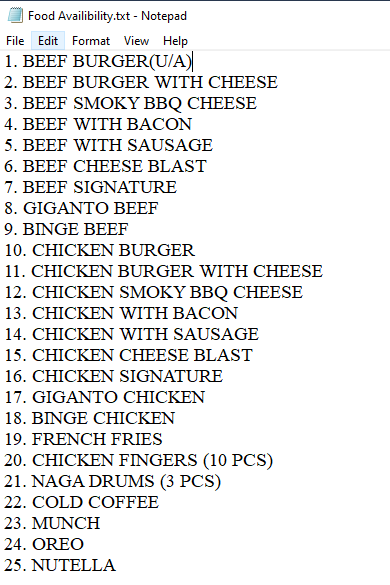 Food Availibility.txt - Notepad
File Edit Format View Help
1. BEEF BURGER(U/A)
2. BEEF BURGER WITH CHEESE
3. BEEF SMOKY BBQ CHEESE
4. BEEF WITH BACON
5. BEEF WITH SAUSAGE
6. BEEF CHEESE BLAST
7. BEEF SIGNATURE
8. GIGANTO BEEF
9. BINGE BEEF
10. CHICKEN BURGER
11. CHICKEN BURGER WITH CHEESE
12. CHICKEN SMOKY BBQ CHEESE
13. CHICKEN WITH BACON
14. CHICKEN WITH SAUSAGE
15. CHICKEN CHEESE BLAST
16. CHICKEN SIGNATURE
17. GIGANTO CHICKEN
18. BINGE CHICKEN
19. FRENCH FRIES
20. CHICKEN FINGERS (10 PCS)
21. NAGA DRUMS (3 PCS)
22. COLD COFFEE
23. MUNCH
24. OREO
25. NUTELLA